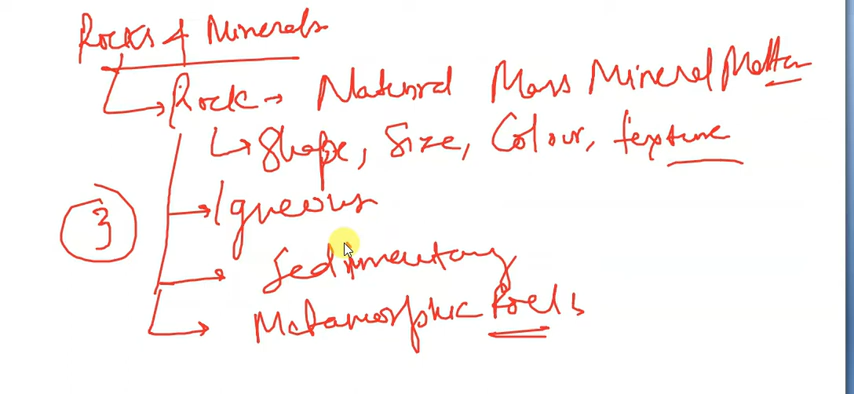 Rocks & Minerals
Rock → Natural Mass Mineral Matter
Shape, Size, Colour, texture
3
Igneous
Sedimentary
Metamorphic Rocks